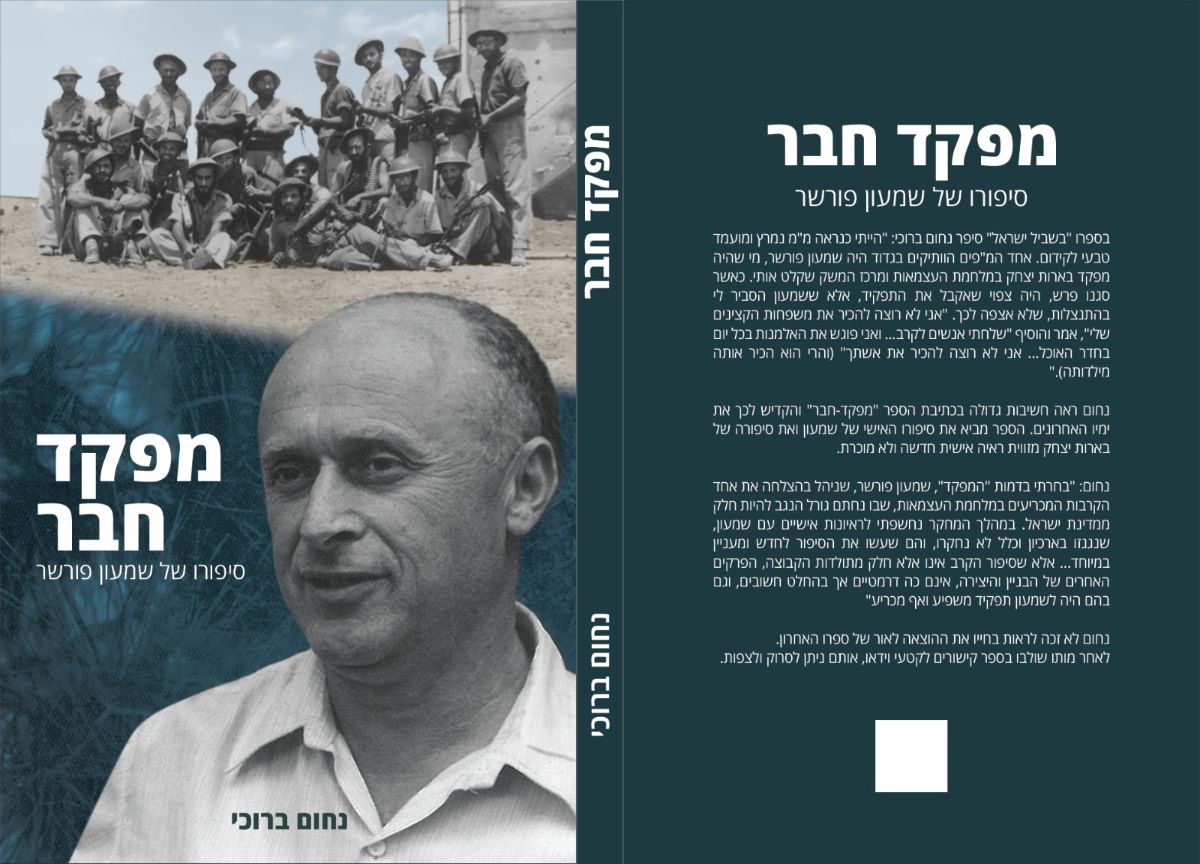 מפקד
חבר
סיפורו של שמעון פורשר
נחום ברוכי
מפקד חבר
נחום ברוכי
מפקד חבר
סיפורו של שמעון פורשר
בספרו "בשביל ישראל" סיפר נחום ברוכי: "הייתי כנראה מ"מ נמרץ ומועמד
טבעי לקידום. אחד המ"פים הוותיקים בגדוד היה שמעון פורשר, מי שהיה
מפקד בארות יצחק במלחמת העצמאות ומרכז המשק שקלט אותי. כאשר
סגנו פרש, היה צפוי שאקבל את התפקיד, אלא ששמעון הסביר לי
בהתנצלות, שלא אצפה לכך. "אני לא רוצה להכיר את משפחות הקצינים
שלי", אמר והוסיף "שלחתי אנשים לקרב... ואני פוגש את האלמנות בכל יום
בחדר האוכל... אני לא רוצה להכיר את אשתך" (והרי הוא הכיר אותה
מילדותה)."
נחום ראה חשיבות גדולה בכתיבת הספר "מפקד-חבר" והקדיש לכך את
ימיו האחרונים. הספר מביא את סיפורו האישי של שמעון ואת סיפורה של
בארות יצחק מזווית ראיה אישית חדשה ולא מוכרת.
נחום: "בחרתי בדמות "המפקד", שמעון פורשר, שניהל בהצלחה את אחד
הקרבות המכריעים במלחמת העצמאות, שבו נחתם גורל הנגב להיות חלק
ממדינת ישראל. במהלך המחקר נחשפתי לראיונות אישיים עם שמעון,
שנגנזו בארכיון וכלל לא נחקרו, והם שעשו את הסיפור לחדש ומעניין
במיוחד... אלא שסיפור הקרב אינו אלא חלק מתולדות הקבוצה, הפרקים
האחרים של הבניין והיצירה, אינם כה דרמטיים אך בהחלט חשובים, וגם
בהם היה לשמעון תפקיד משפיע ואף מכריע"
נחום לא זכה לראות בחייו את ההוצאה לאור של ספרו האחרון.
לאחר מותו שולבו בספר קישורים לקטעי וידאו, אותם ניתן לסרוק ולצפות.